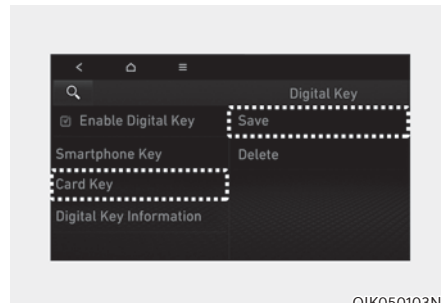 Digital Key
Enable Digital Key
Save
Smartphone Key
Delete
Card Key
Digital Key Information
OIK050103N